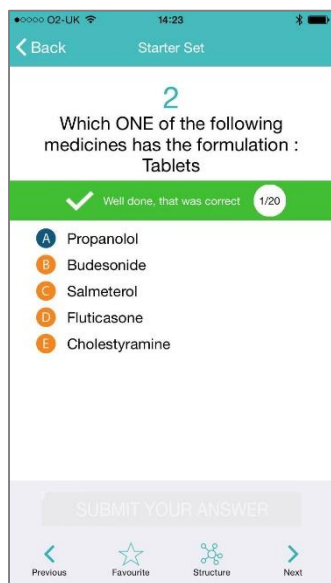 O2-UK 14:23
Back Starter Set
2
Which ONE of the following
medicines has the formulation :
Tablets
Well done, that was correct 1/20
A Propanolol
B Budesonide
C Salmeterol
D Fluticasone
E Cholestyramine
SUBMIT YOUR ANSWER
Previous Favourite Structure Next